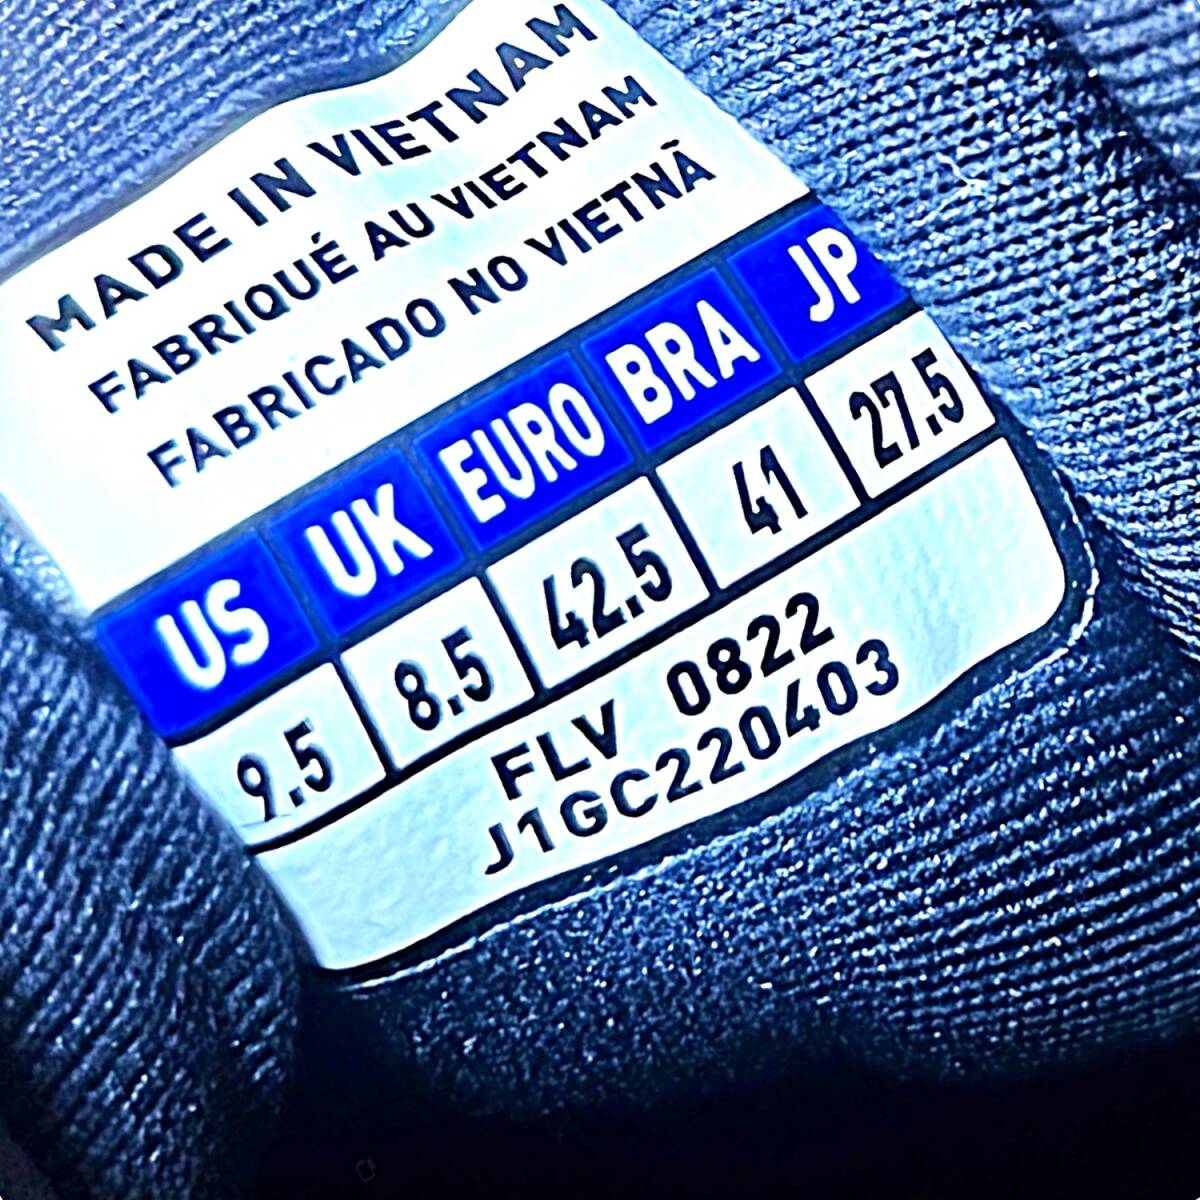 MADE IN VIETNAM
FABRIQUÉ AU VIETNAM
FABRICADO NO VIETNÃ
US UK EURO BRA JP
9.5 8.5 42.5 41 27.5
FLV 0822
J1GC220403